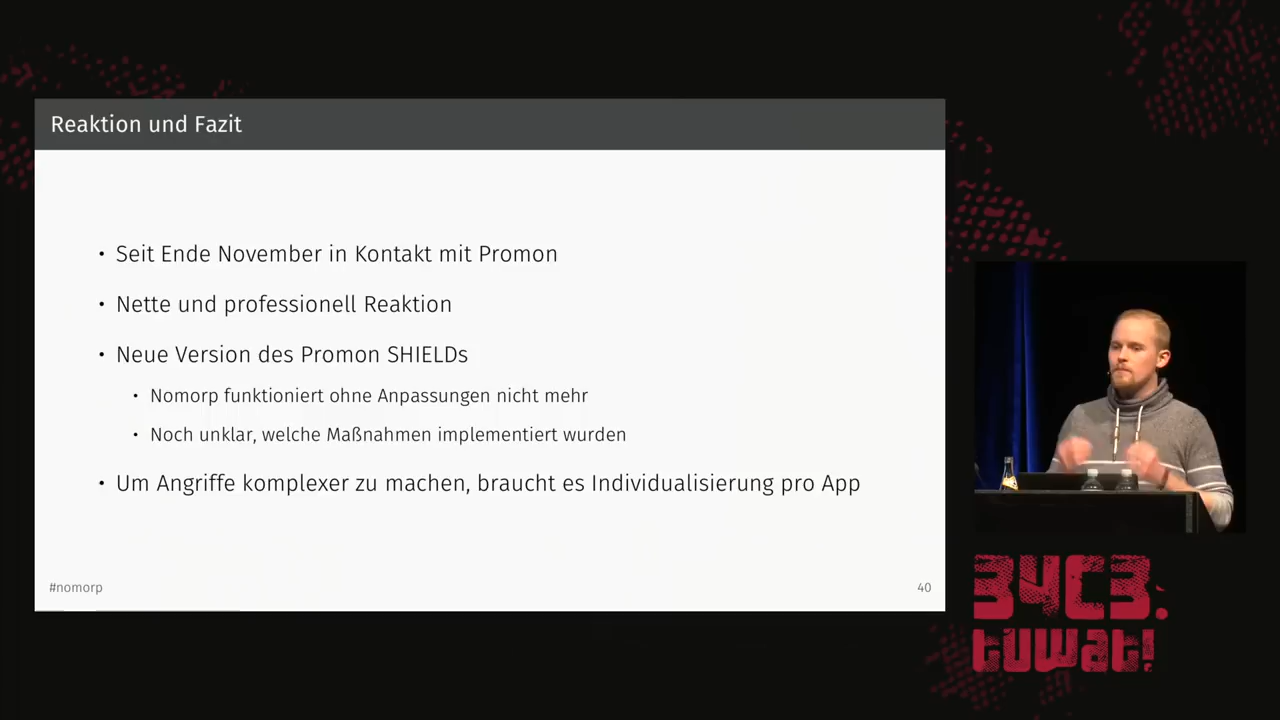 Reaktion und Fazit
• Seit Ende November in Kontakt mit Promon
• Nette und professionell Reaktion
• Neue Version des Promon SHIELDs
• Nomorp funktioniert ohne Anpassungen nicht mehr
• Noch unklar, welche Maßnahmen implementiert wurden
• Um Angriffe komplexer zu machen, braucht es Individualisierung pro App
#nomorp
40
34C3.
tuwat!